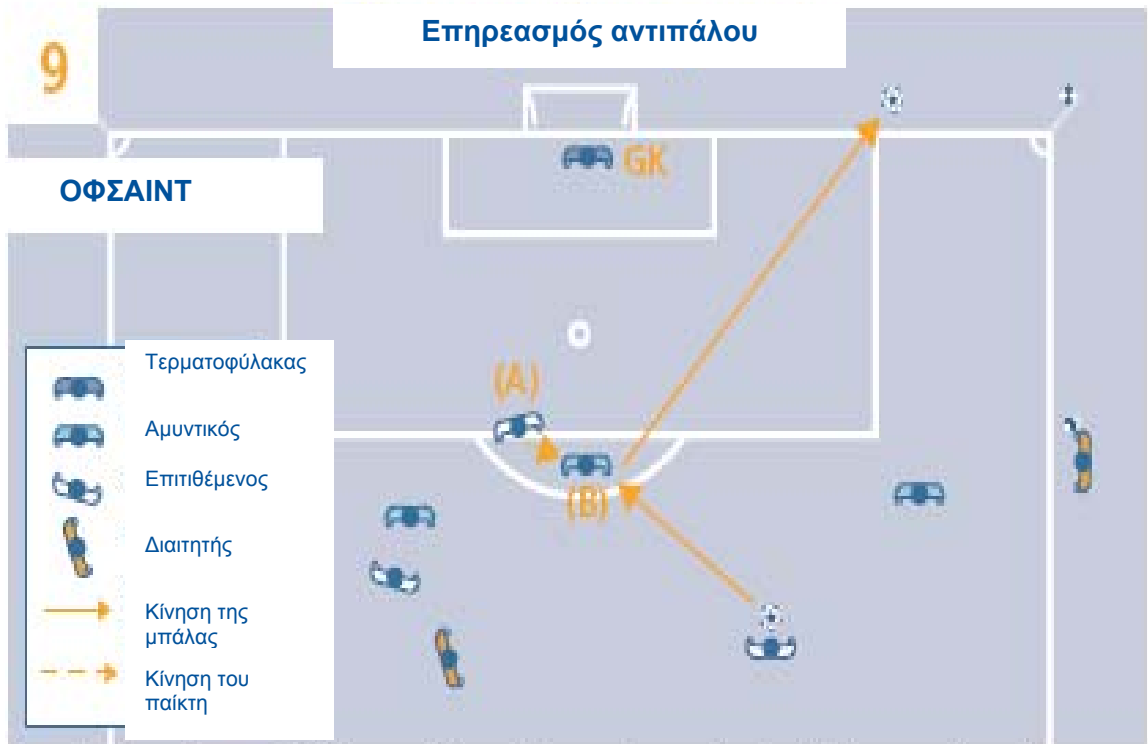 9
Επηρεασμός αντιπάλου
GK
ΟΦΣΑΙΝΤ
(A)
(B)
Τερματοφύλακας
Αμυντικός
Επιτιθέμενος
Διαιτητής
Κίνηση της
μπάλας
Κίνηση του
παίκτη